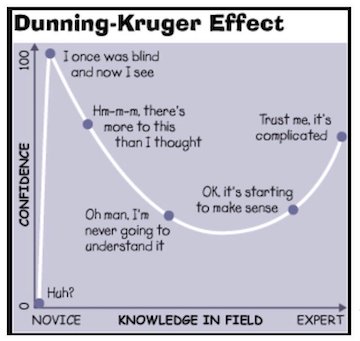 Dunning-Kruger Effect
100
I once was blind
and now I see
Hm-m-m, there's
more to this
than I thought
Trust me, it's
complicated
CONFIDENCE
OK, it's starting
to make sense
Oh man, I'm
never going to
understand it
Huh?
0
NOVICE KNOWLEDGE IN FIELD EXPERT